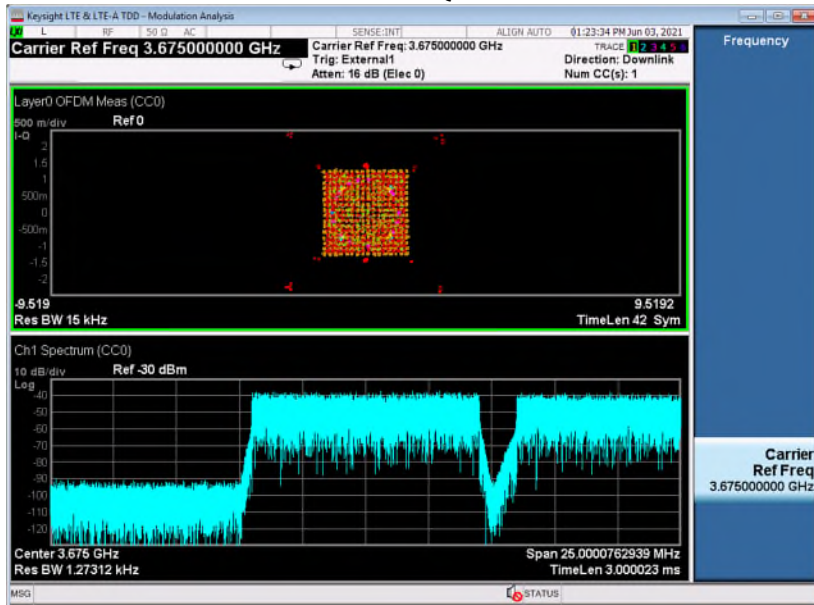 Keysight LTE & LTE-A TDD - Modulation Analysis
L RF 50 Ω AC SENSE:INT ALIGN AUTO 01:23:34 PM Jun 03, 2021
Carrier Ref Freq 3.675000000 GHz
Carrier Ref Freq: 3.675000000 GHz
Trig: External1
Atten: 16 dB (Elec 0)
TRACE 1 2 3 4 5 6
Direction: Downlink
Num CC(s): 1
Frequency
Layer0 OFDM Meas (CC0)
500 m/div Ref 0
I-Q
2
1.5
1
500m
0
-500m
-1
-1.5
-2
-9.519 9.5192
Res BW 15 kHz TimeLen 42 Sym
Ch1 Spectrum (CC0)
10 dB/div Ref -30 dBm
Log
-40
-50
-60
-70
-80
-90
-100
-110
-120
Center 3.675 GHz Span 25.0000762939 MHz
Res BW 1.27312 kHz TimeLen 3.000023 ms
Carrier
Ref Freq
3.675000000 GHz
MSG STATUS